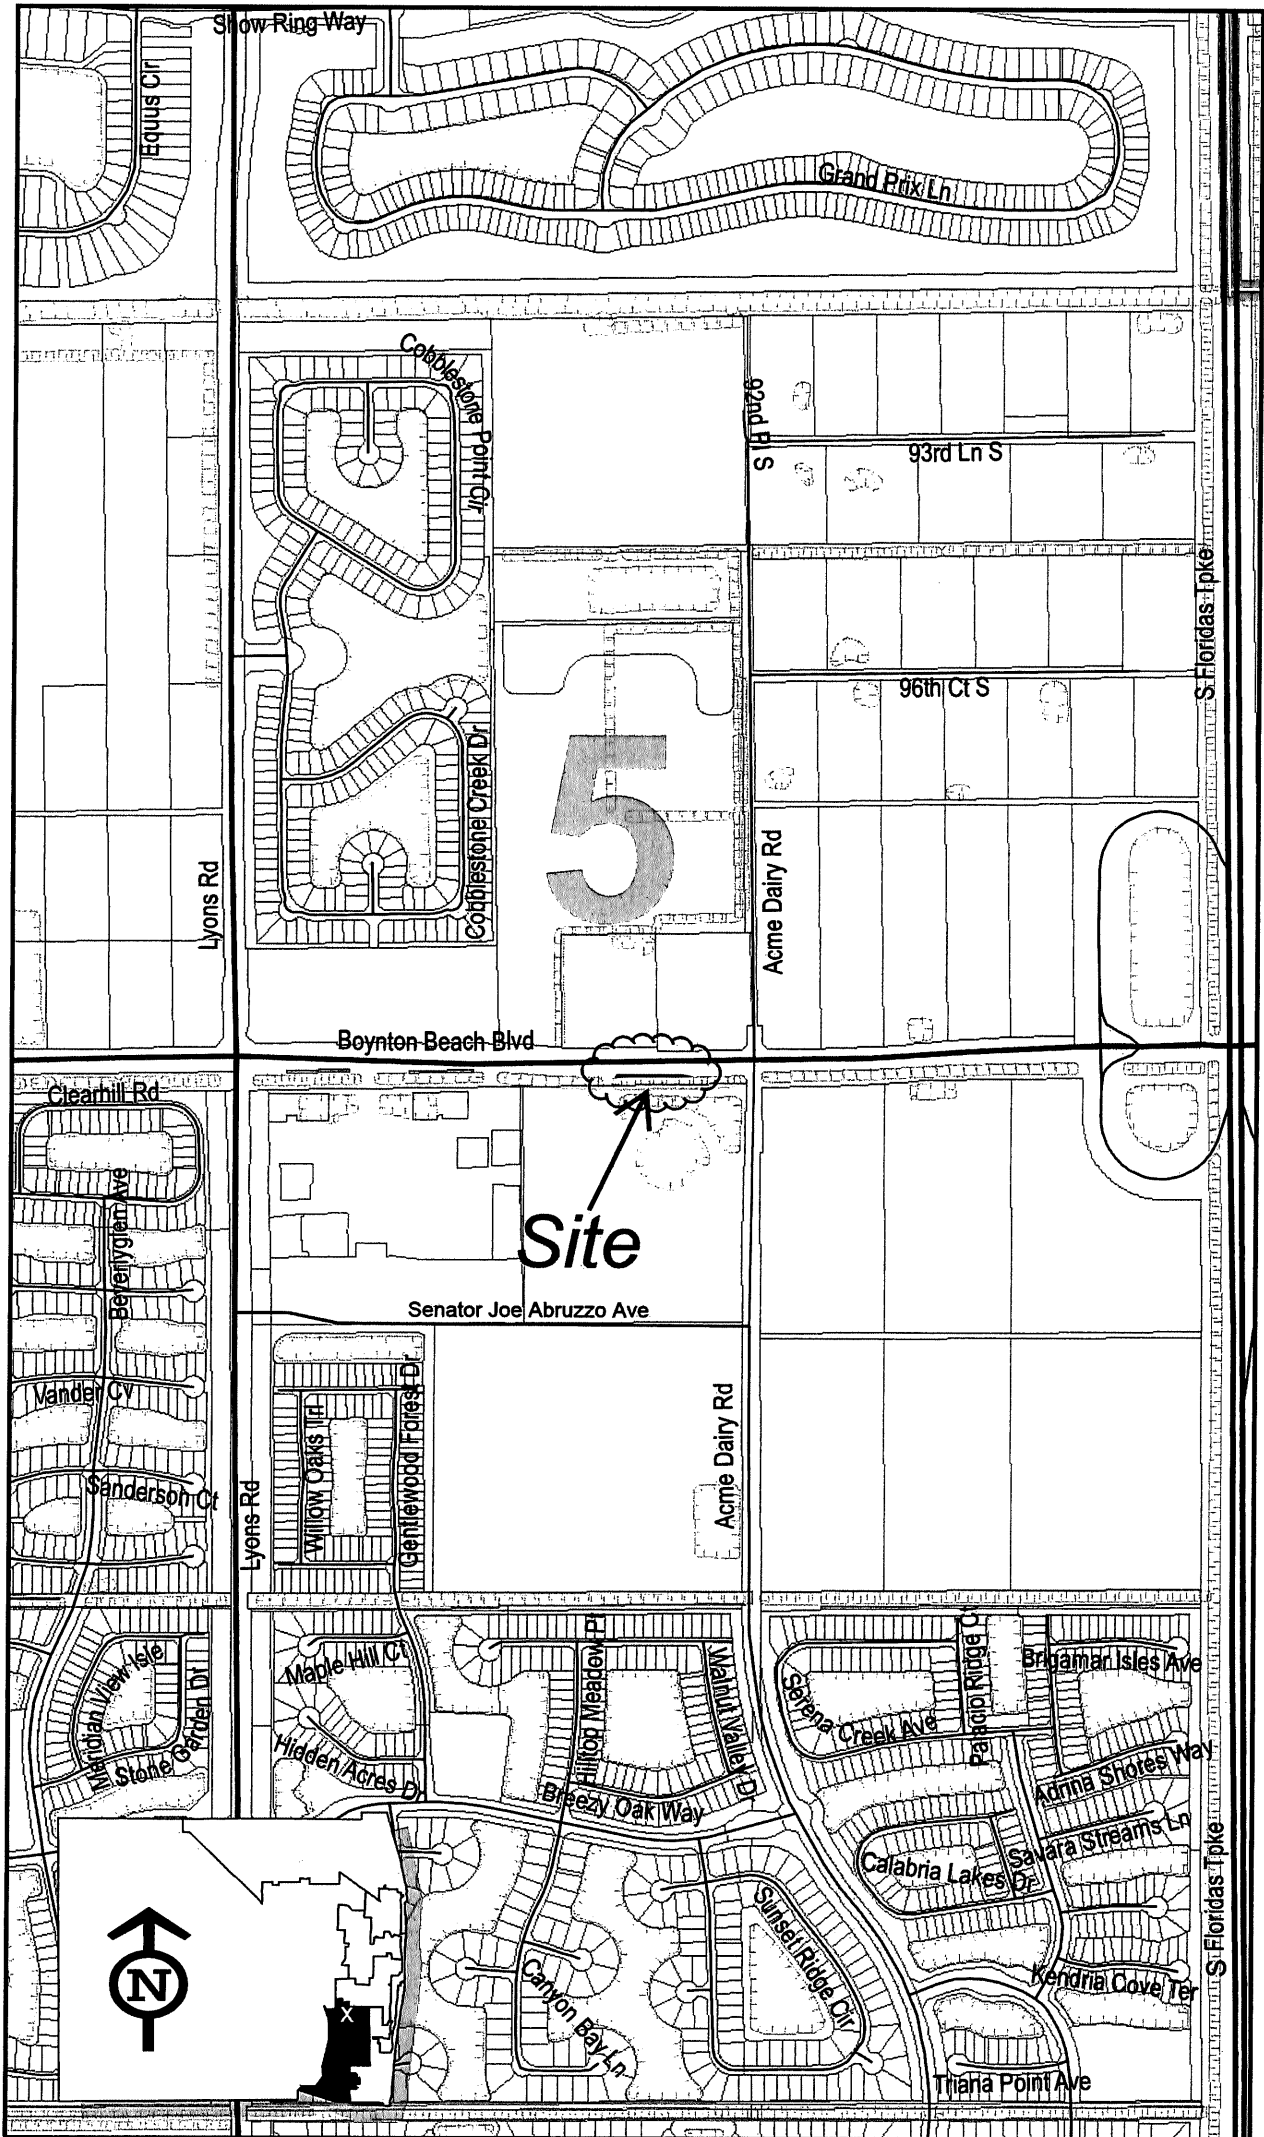 Show Ring Way
Equus Cir
Grand Prix Ln
Cobblestone Point Cir
92nd Pl S
93rd Ln S
S Floridas Tpke
96th Ct S
5
Cobblestone Creek Dr
Lyons Rd
Acme Dairy Rd
Boynton Beach Blvd
Clearhill Rd
Beverlyglen Ave
Site
Senator Joe Abruzzo Ave
Vander Cv
Willow Oaks Trl
Gentlewood Forest Dr
Acme Dairy Rd
Sanderson Ct
Lyons Rd
Meridian View Isle
Stone Garden Dr
Maple Hill Ct
Hidden Acres Dr
Hilltop Meadow Pt
Walnut Valley Dr
Breezy Oak Way
Serena Creek Ave
Palacio Ridge
Brigamar Isles Ave
Adrina Shores Way
Savara Streams Ln
Calabria Lakes Dr
S Floridas Tpke
Sunset Ridge Cir
Canyon Bay Ln
Kendria Cove Ter
Triana Point Ave
N
X